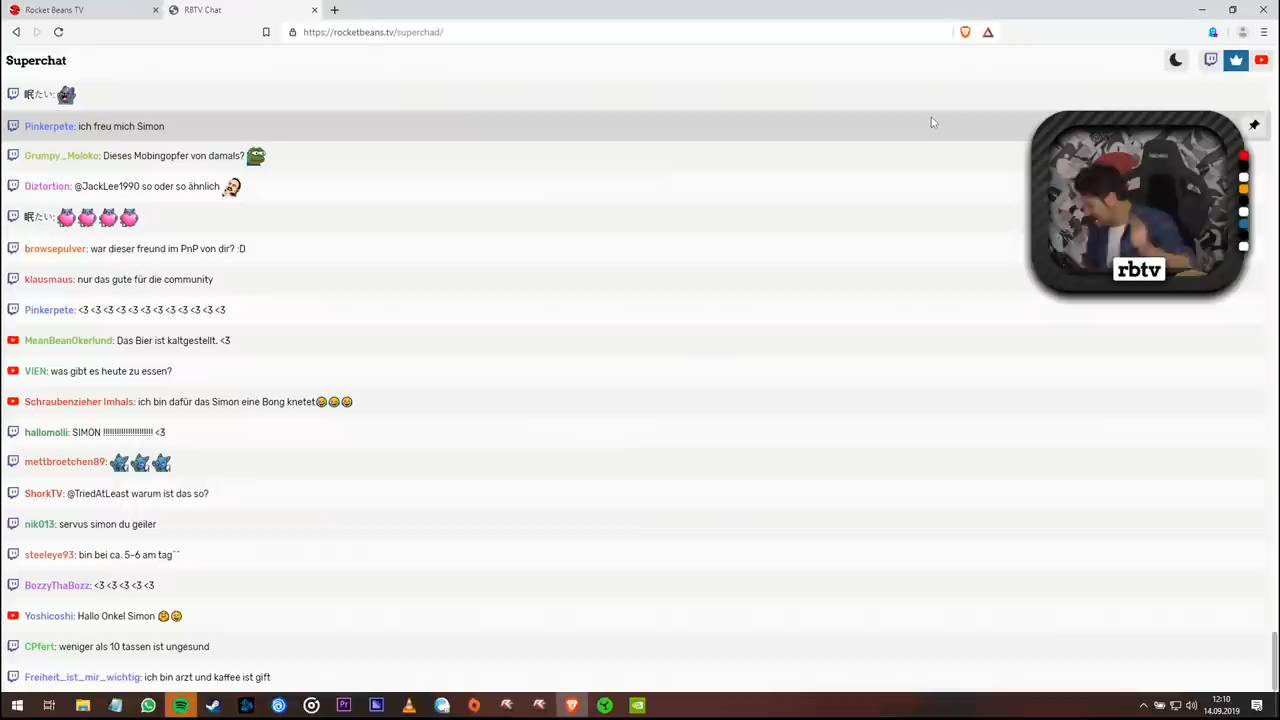 Rocket Beans TV
RBTV Chat
https://rocketbeans.tv/superchad/
Superchat
眠たい:
Pinkerpete: ich freu mich Simon
Grumpy_Moloko: Dieses Mobingopfer von damals?
Diztortion: @JackLee1990 so oder so ähnlich
眠たい:
browsepulver: war dieser freund im PnP von dir? :D
klausmaus: nur das gute für die community
Pinkerpete: <3 <3 <3 <3 <3 <3 <3 <3 <3 <3 <3 <3
MeanBeanOkerlund: Das Bier ist kaltgestellt. <3
VIEN: was gibt es heute zu essen?
Schraubenzieher Imhals: ich bin dafür das Simon eine Bong knetet😂😂😂
hallomolli: SIMON !!!!!!!!!!!!!!!!!!!!!!! <3
mettbroetchen89:
ShorkTV: @TriedAtLeast warum ist das so?
nik013: servus simon du geiler
steeleye93: bin bei ca. 5-6 am tag^^
BozzyThaBozz: <3 <3 <3 <3 <3
Yoshicoshi: Hallo Onkel Simon 🤗😄
CPfert: weniger als 10 tassen ist ungesund
Freiheit_ist_mir_wichtig: ich bin arzt und kaffee ist gift
rbtv
12:10
14.09.2019